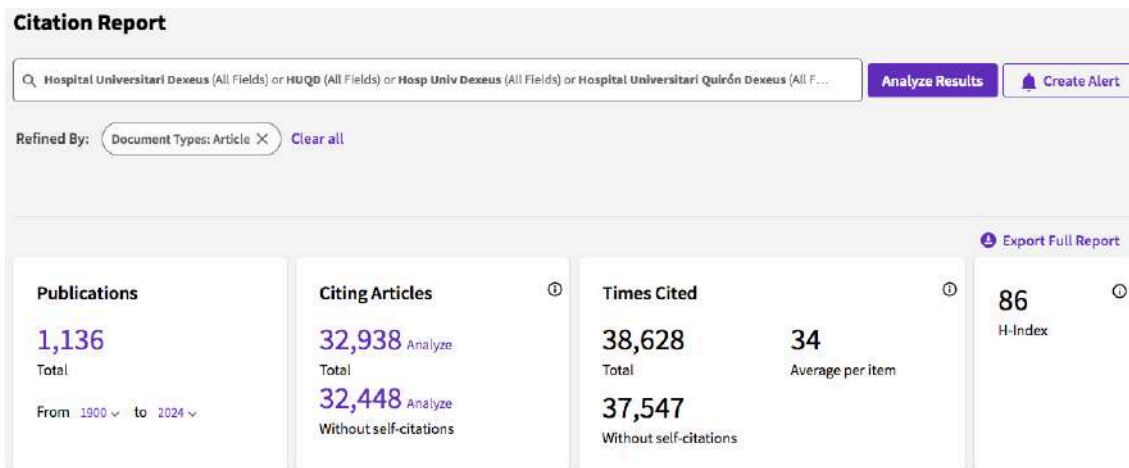 Citation Report
Hospital Universitari Dexeus (All Fields) or HUQD (All Fields) or Hosp Univ Dexeus (All Fields) or Hospital Universitari Quirón Dexeus (All F...
Analyze Results
Create Alert
Refined By:
Document Types: Article
Clear all
Export Full Report
Publications
1,136
Total
From 1900 to 2024
Citing Articles
32,938 Analyze
Total
32,448 Analyze
Without self-citations
Times Cited
38,628
Total
34
Average per item
37,547
Without self-citations
86
H-Index